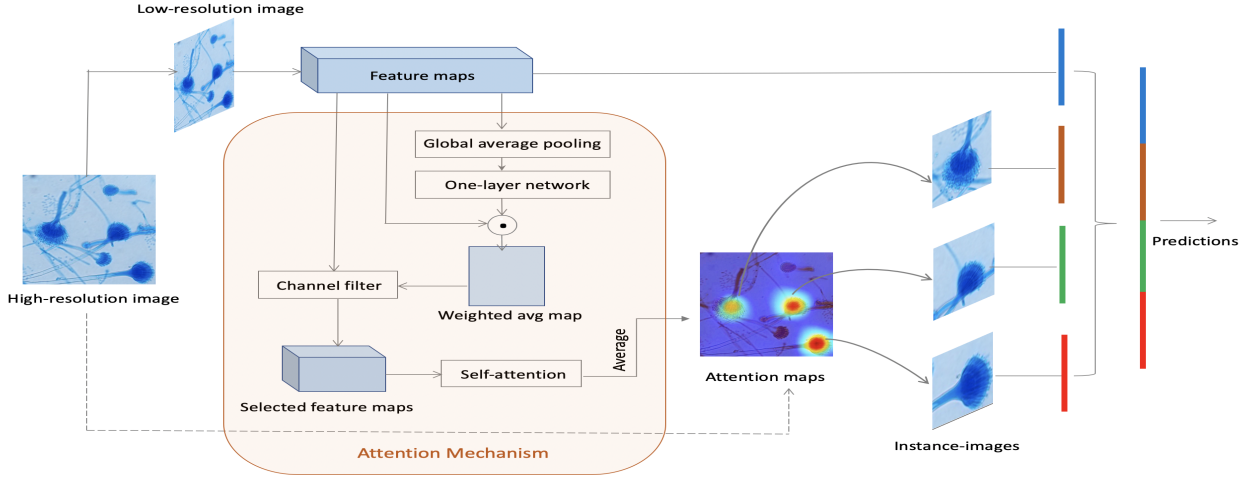 Low-resolution image
Feature maps
Global average pooling
One-layer network
High-resolution image
Channel filter
Weighted avg map
Average
Self-attention
Selected feature maps
Attention Mechanism
Attention maps
Instance-images
Predictions